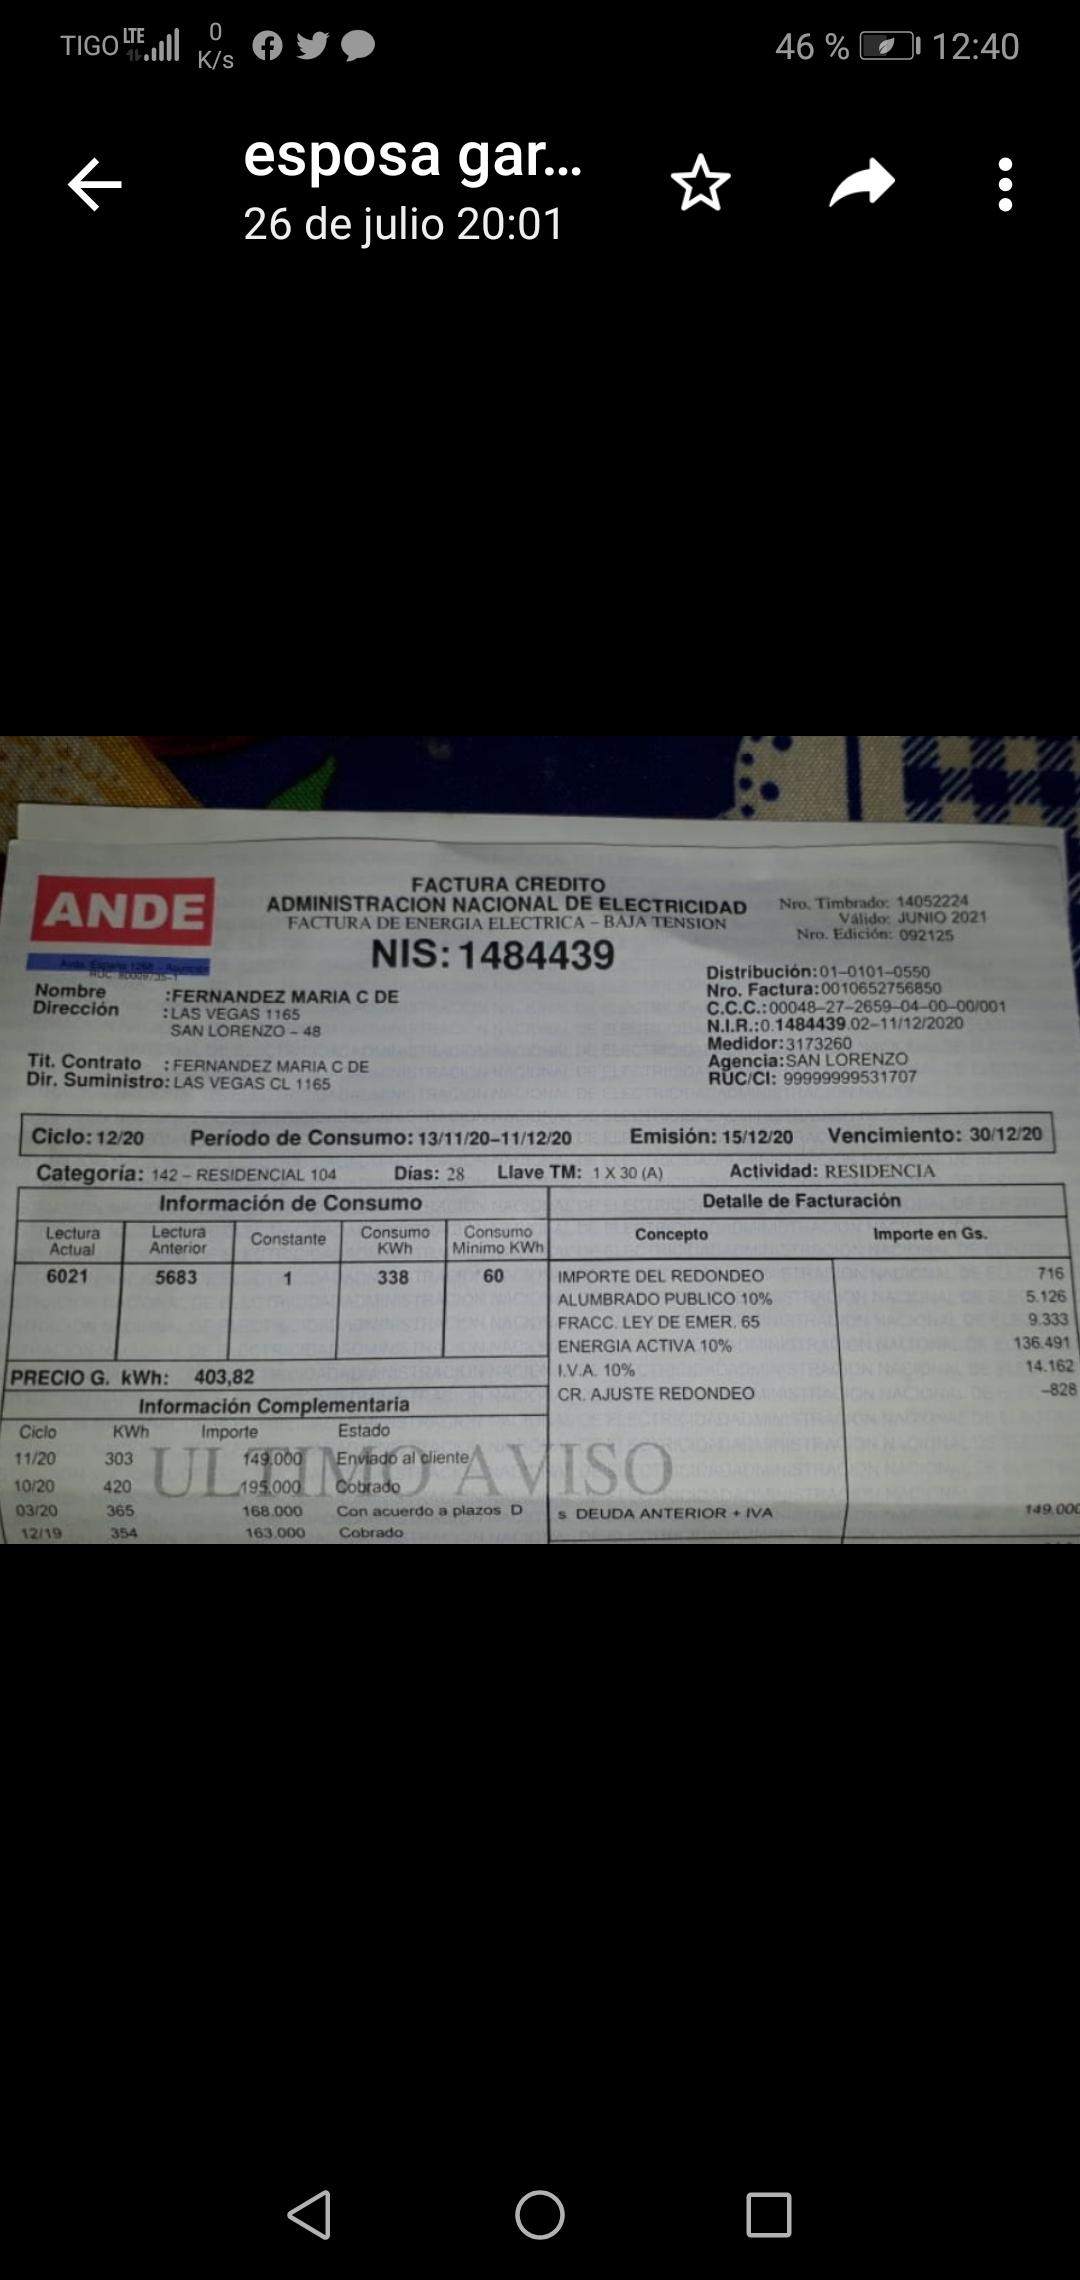 TIGO LTE 0 K/s 46 % 12:40
esposa gar...
26 de julio 20:01
ANDE
FACTURA CREDITO
ADMINISTRACION NACIONAL DE ELECTRICIDAD
FACTURA DE ENERGIA ELECTRICA – BAJA TENSION
NIS: 1484439
Nro. Timbrado: 14052224
Válido: JUNIO 2021
Nro. Edición: 092125
Nombre :FERNANDEZ MARIA C DE
Dirección :LAS VEGAS 1165
SAN LORENZO – 48
Tit. Contrato : FERNANDEZ MARIA C DE
Dir. Suministro: LAS VEGAS CL 1165
Distribución: 01–0101–0550
Nro. Factura: 0010652756850
C.C.C.: 00048–27–2659–04–00–00/001
N.I.R.: 0.1484439.02–11/12/2020
Medidor: 3173260
Agencia: SAN LORENZO
RUC/CI: 99999999531707
Ciclo: 12/20 Período de Consumo: 13/11/20–11/12/20 Emisión: 15/12/20 Vencimiento: 30/12/20
Categoría: 142 – RESIDENCIAL 104 Días: 28 Llave TM: 1 X 30 (A) Actividad: RESIDENCIA
Información de Consumo
Lectura Actual Lectura Anterior Constante Consumo KWh Consumo Mínimo KWh
6021 5683 1 338 60
PRECIO G. kWh: 403,82
Información Complementaria
Ciclo KWh Importe Estado
11/20 303 149.000 Enviado al cliente
10/20 420 195.000 Cobrado
03/20 365 168.000 Con acuerdo a plazos D
12/19 354 163.000 Cobrado
ULTIMO AVISO
Detalle de Facturación
Concepto Importe en Gs.
IMPORTE DEL REDONDEO 716
ALUMBRADO PUBLICO 10% 5.126
FRACC. LEY DE EMER. 65 9.333
ENERGIA ACTIVA 10% 136.491
I.V.A. 10% 14.162
CR. AJUSTE REDONDEO –828
s DEUDA ANTERIOR + IVA 149.000